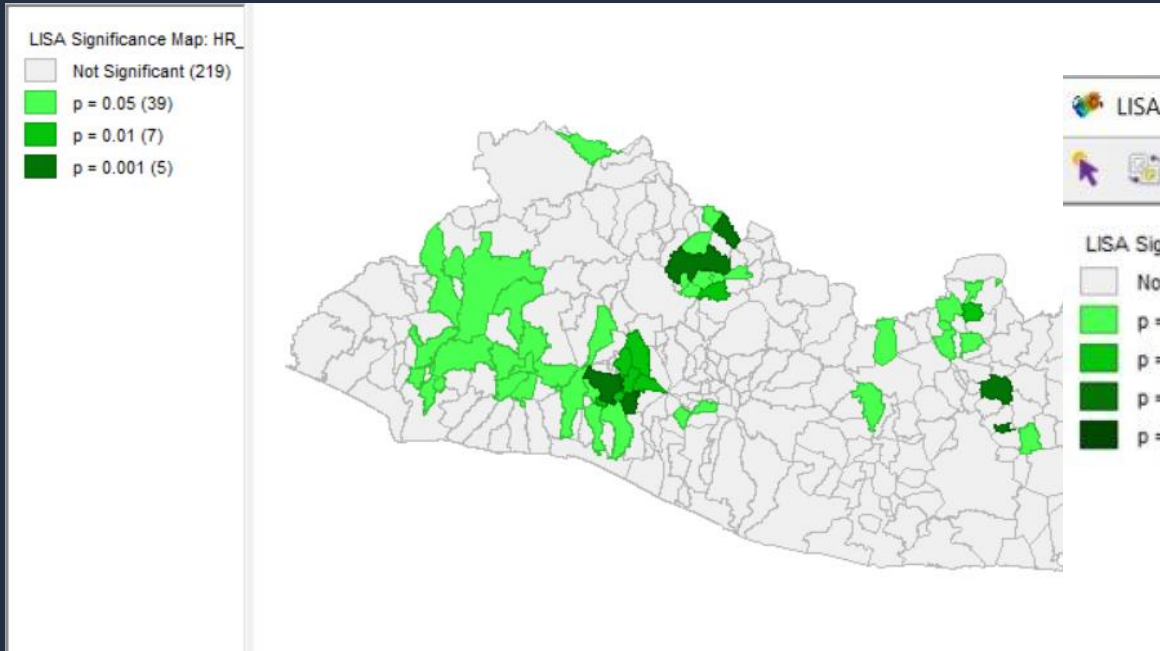 LISA Significance Map: HR_
Not Significant (219)
p = 0.05 (39)
p = 0.01 (7)
p = 0.001 (5)
LISA
LISA Sig
No
p =
p =
p =
p =